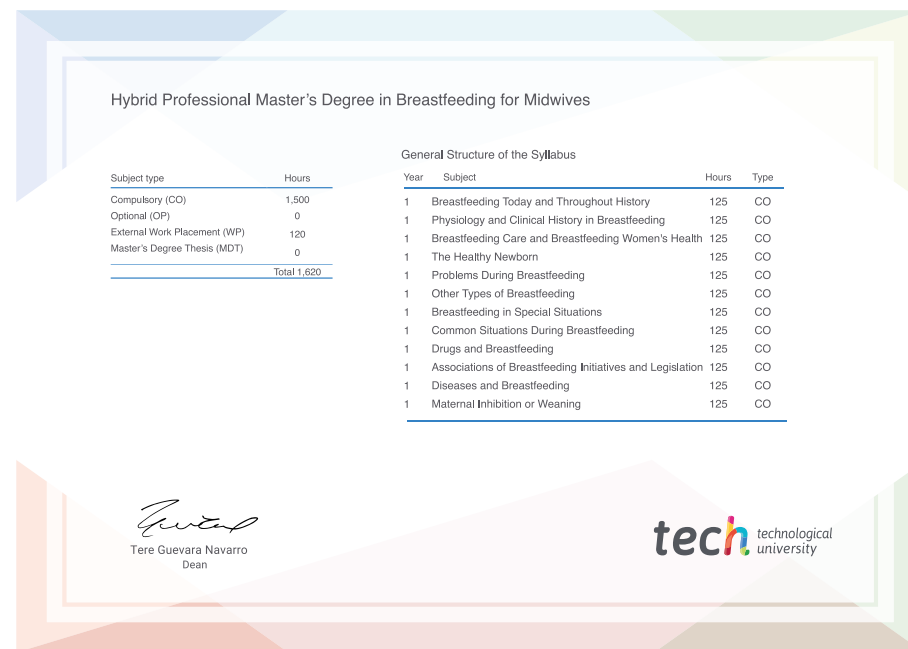 Hybrid Professional Master's Degree in Breastfeeding for Midwives
Subject type Hours
Compulsory (CO) 1,500
Optional (OP) 0
External Work Placement (WP) 120
Master's Degree Thesis (MDT) 0
Total 1,620
General Structure of the Syllabus
Year Subject Hours Type
1 Breastfeeding Today and Throughout History 125 CO
1 Physiology and Clinical History in Breastfeeding 125 CO
1 Breastfeeding Care and Breastfeeding Women's Health 125 CO
1 The Healthy Newborn 125 CO
1 Problems During Breastfeeding 125 CO
1 Other Types of Breastfeeding 125 CO
1 Breastfeeding in Special Situations 125 CO
1 Common Situations During Breastfeeding 125 CO
1 Drugs and Breastfeeding 125 CO
1 Associations of Breastfeeding Initiatives and Legislation 125 CO
1 Diseases and Breastfeeding 125 CO
1 Maternal Inhibition or Weaning 125 CO
Tere Guevara Navarro
Dean
tech technological
university